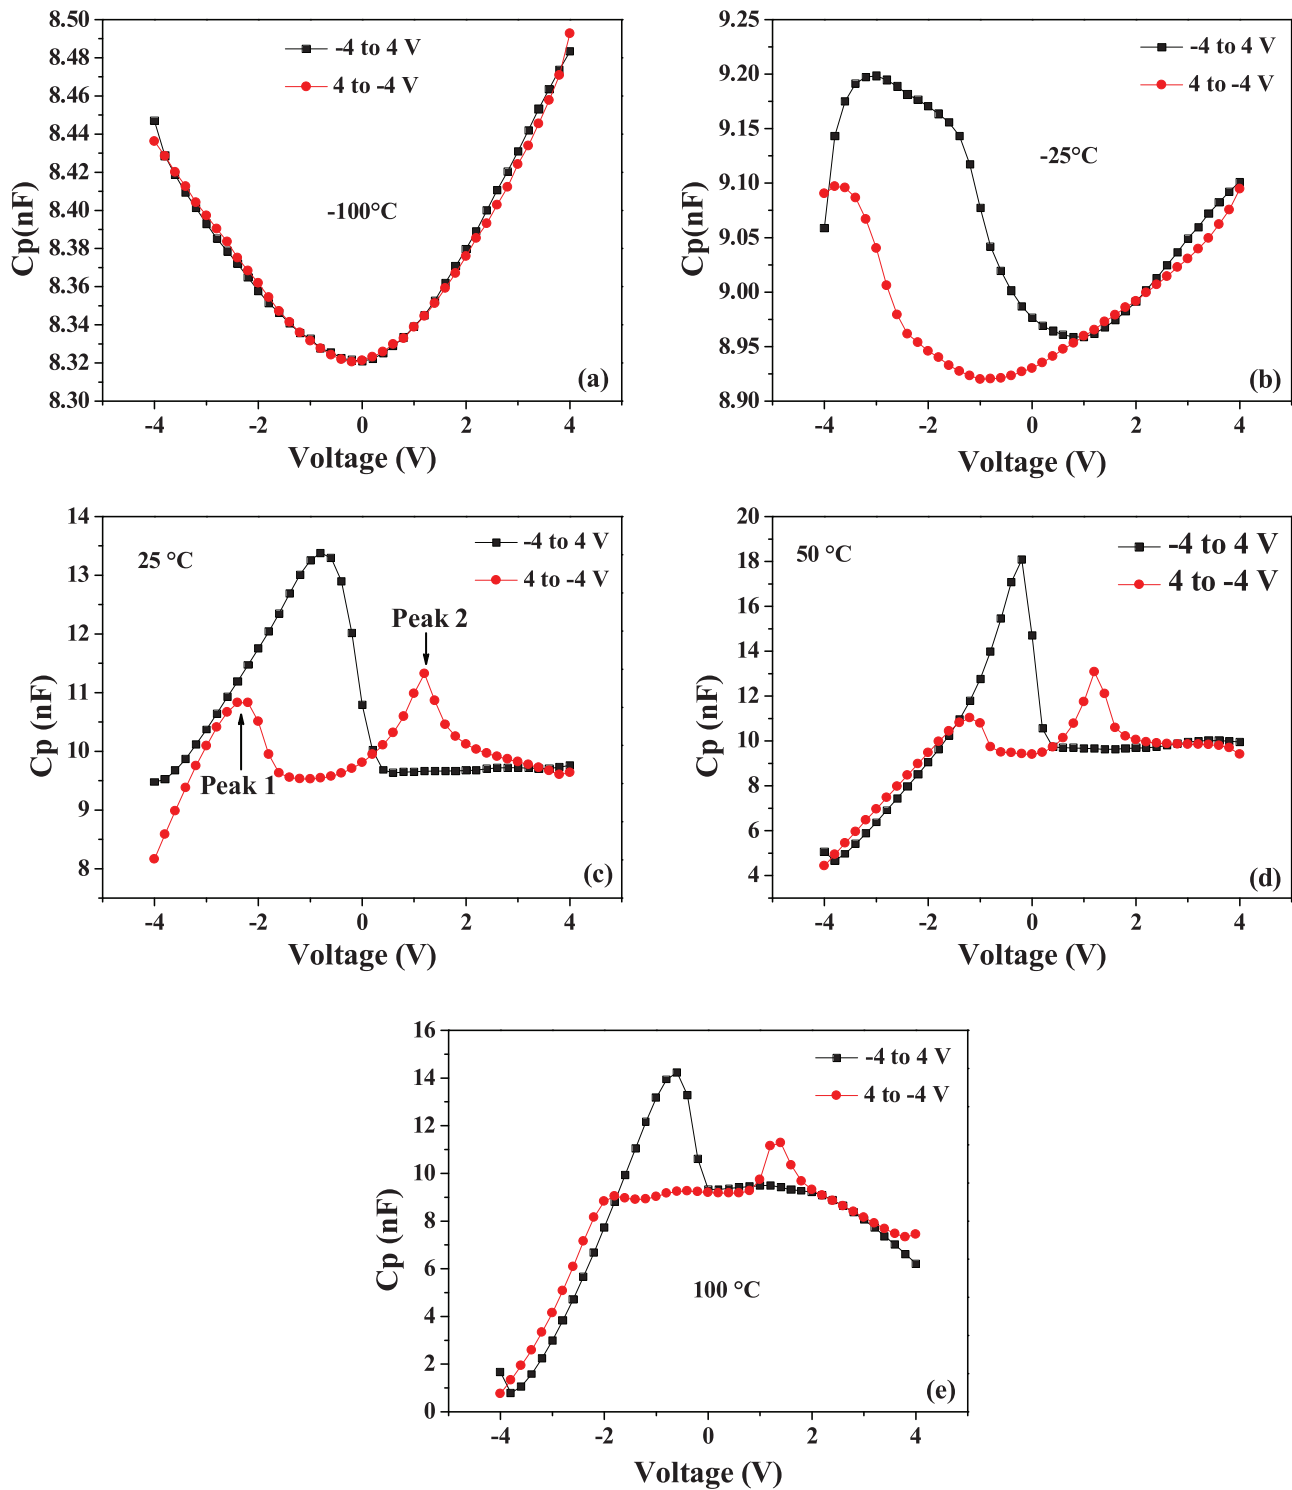 8.50
8.48
8.46
8.44
8.42
8.40
8.38
8.36
8.34
8.32
8.30
Cp(nF)
-4 to 4 V
4 to -4 V
-100°C
(a)
-4 -2 0 2 4
Voltage (V)
9.20
9.15
9.10
9.05
9.00
8.95
8.90
Cp(nF)
-4 to 4 V
4 to -4 V
-25°C
(b)
-4 -2 0 2 4
Voltage (V)
14
13
12
11
10
9
8
Cp (nF)
25 °C
-4 to 4 V
4 to -4 V
Peak 2
Peak 1
(c)
-4 -2 0 2 4
Voltage (V)
20
18
16
14
12
10
8
6
4
Cp (nF)
50 °C
-4 to 4 V
4 to -4 V
(d)
-4 -2 0 2 4
Voltage (V)
16
14
12
10
8
6
4
2
0
Cp (nF)
-4 to 4 V
4 to -4 V
100 °C
(e)
-4 -2 0 2 4
Voltage (V)